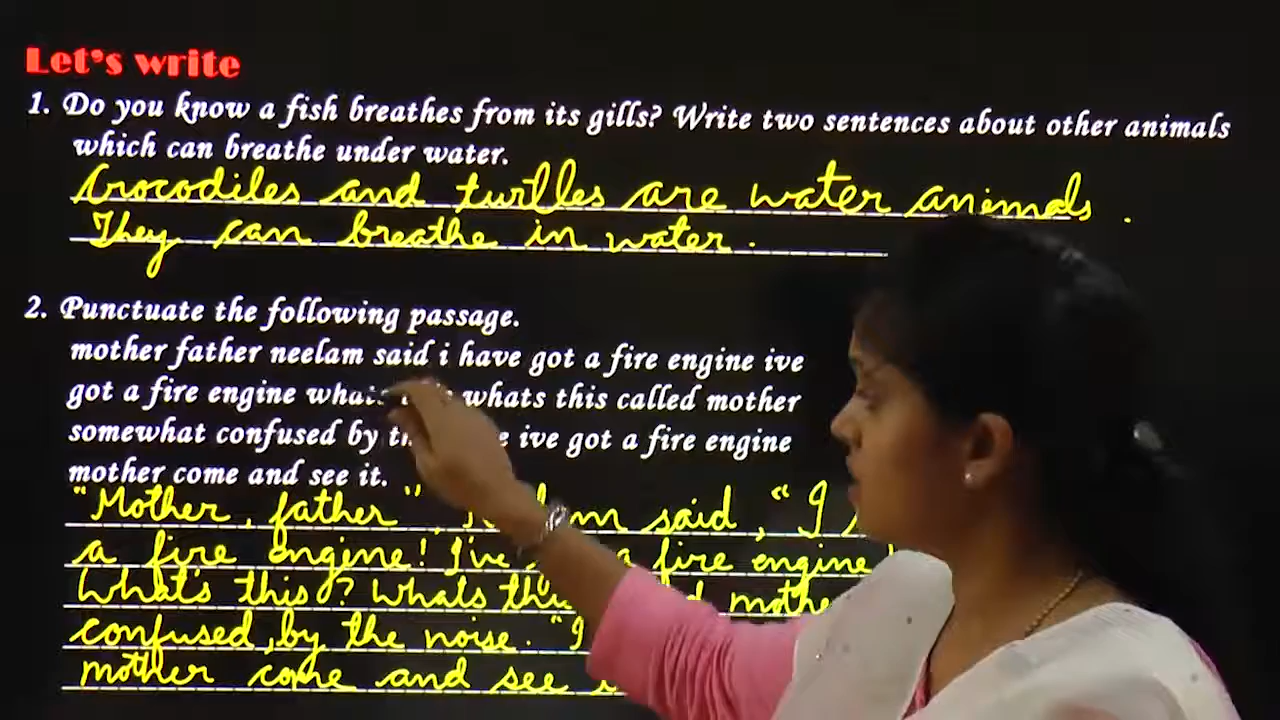 Let's write
1. Do you know a fish breathes from its gills? Write two sentences about other animals
which can breathe under water.
Crocodiles and turtles are water animals.
They can breathe in water.
2. Punctuate the following passage.
mother father neelam said i have got a fire engine ive
got a fire engine whats whats this called mother
somewhat confused by ive got a fire engine
mother come and see it.
"Mother, father", said, "I
a fire engine! I've a fire engine!
What's this? Whats
confused, by the noise. "I
mother come and see